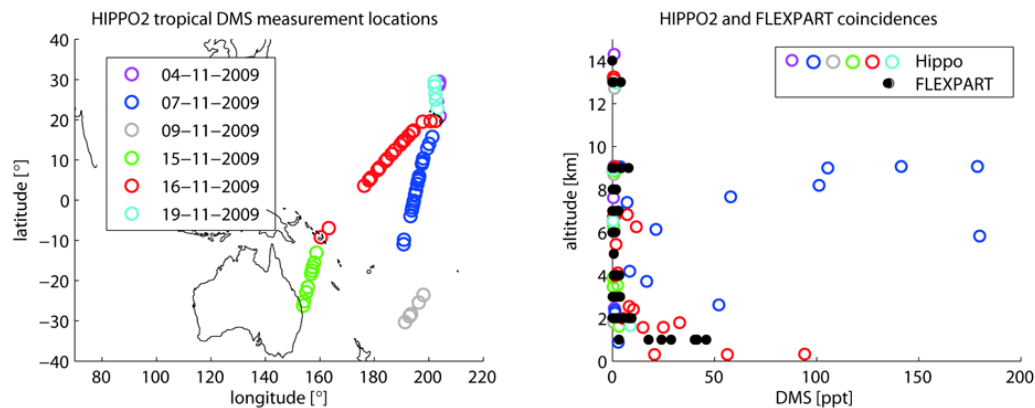 HIPPO2 tropical DMS measurement locations
40
30
20
10
0
−10
−20
−30
−40
latitude [°]
04−11−2009
07−11−2009
09−11−2009
15−11−2009
16−11−2009
19−11−2009
80 100 120 140 160 180 200 220
longitude [°]
HIPPO2 and FLEXPART coincidences
14
12
10
8
6
4
2
0
altitude [km]
Hippo
FLEXPART
0 50 100 150 200
DMS [ppt]